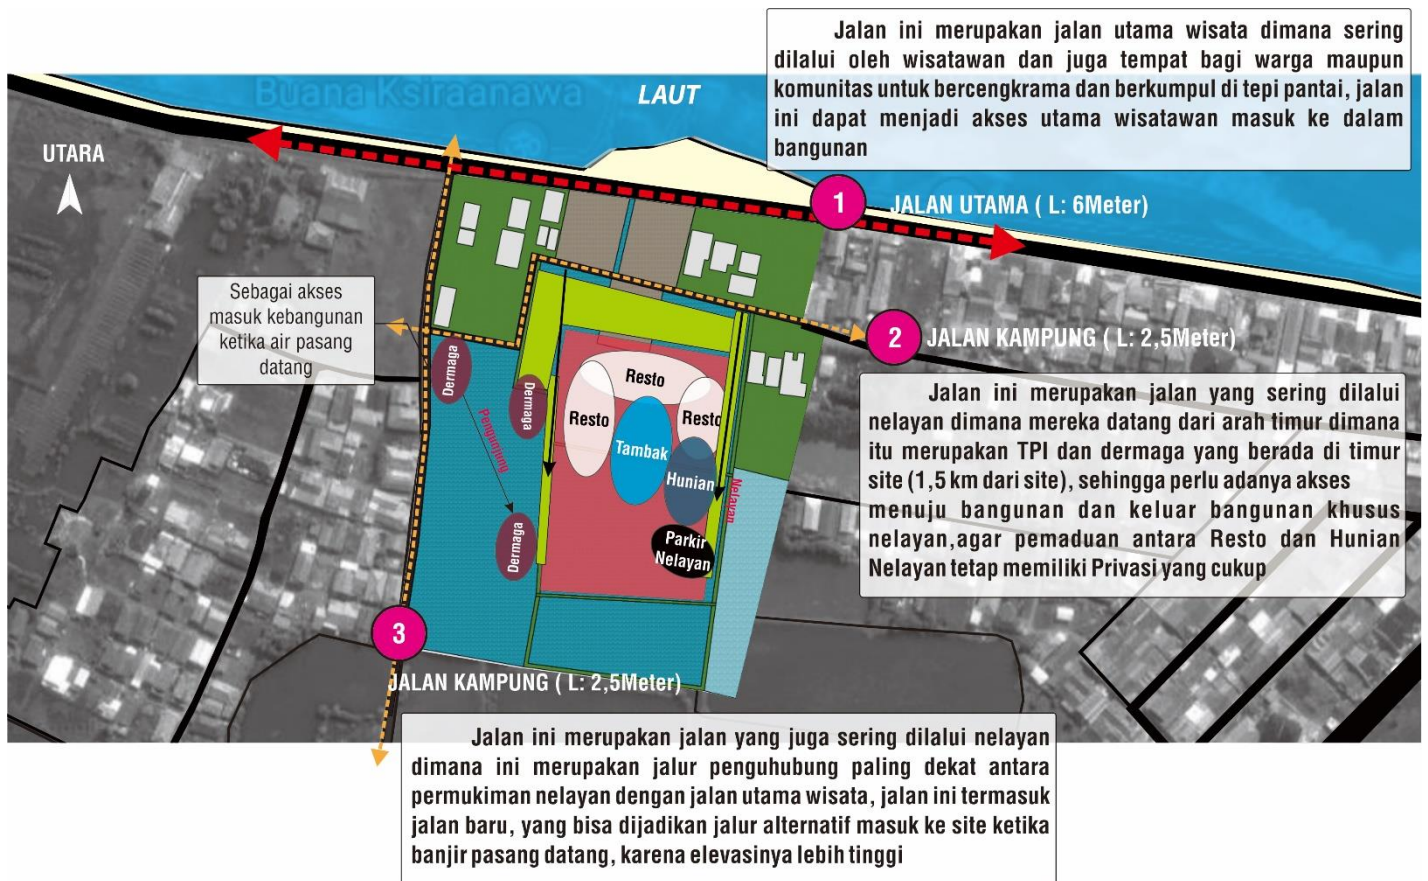 Jalan ini merupakan jalan utama wisata dimana sering
dilalui oleh wisatawan dan juga tempat bagi warga maupun
komunitas untuk bercengkrama dan berkumpul di tepi pantai, jalan
ini dapat menjadi akses utama wisatawan masuk ke dalam
bangunan
Buana Ksiraanawa
LAUT
UTARA
1
JALAN UTAMA ( L: 6Meter)
Sebagai akses
masuk kebangunan
ketika air pasang
datang
2
JALAN KAMPUNG ( L: 2,5Meter)
Dermaga
Dermaga
Pengunjung
Resto
Resto
Resto
Tambak
Hunian
Nelayan
Dermaga
Parkir
Nelayan
Jalan ini merupakan jalan yang sering dilalui
nelayan dimana mereka datang dari arah timur dimana
itu merupakan TPI dan dermaga yang berada di timur
site (1,5 km dari site), sehingga perlu adanya akses
menuju bangunan dan keluar bangunan khusus
nelayan,agar pemaduan antara Resto dan Hunian
Nelayan tetap memiliki Privasi yang cukup
3
JALAN KAMPUNG ( L: 2,5Meter)
Jalan ini merupakan jalan yang juga sering dilalui nelayan
dimana ini merupakan jalur penguhubung paling dekat antara
permukiman nelayan dengan jalan utama wisata, jalan ini termasuk
jalan baru, yang bisa dijadikan jalur alternatif masuk ke site ketika
banjir pasang datang, karena elevasinya lebih tinggi